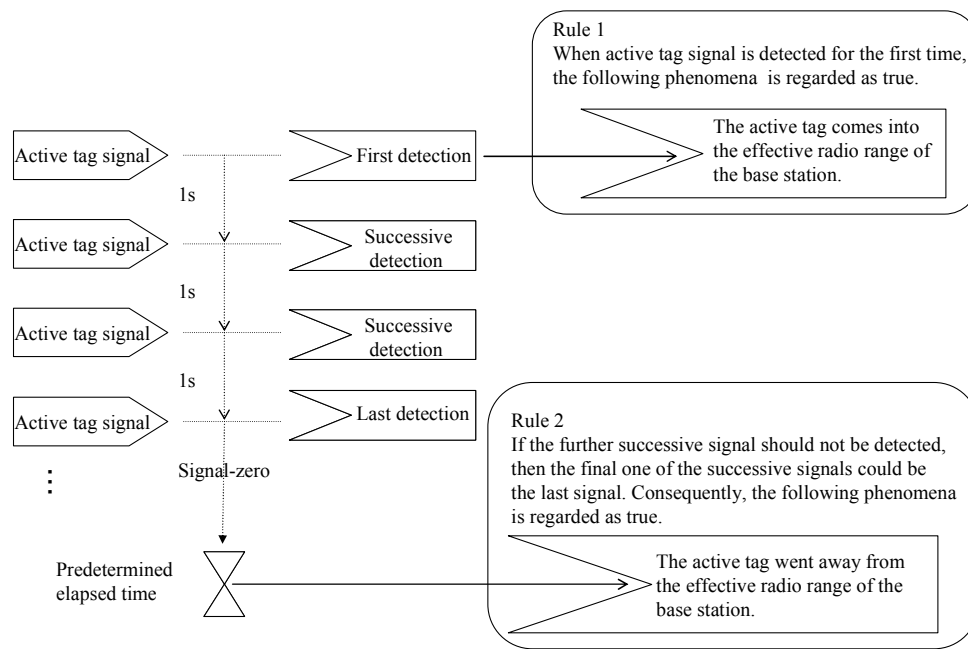 Rule 1
When active tag signal is detected for the first time,
the following phenomena is regarded as true.
The active tag comes into
the effective radio range of
the base station.
Active tag signal
First detection
1s
Active tag signal
Successive
detection
1s
Active tag signal
Successive
detection
1s
Active tag signal
Last detection
Signal-zero
⋮
Rule 2
If the further successive signal should not be detected,
then the final one of the successive signals could be
the last signal. Consequently, the following phenomena
is regarded as true.
Predetermined
elapsed time
The active tag went away from
the effective radio range of the
base station.